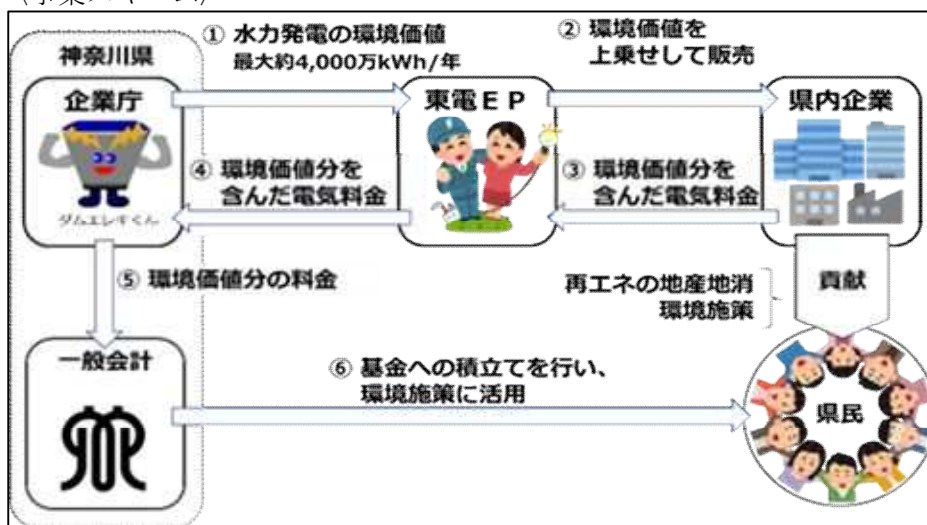 (事業スキーム)
神奈川県
企業庁
ダムエレキくん
① 水力発電の環境価値
最大約4,000万kWh/年
東電ＥＰ
② 環境価値を
上乗せして販売
県内企業
④ 環境価値分を
含んだ電気料金
③ 環境価値分を
含んだ電気料金
⑤ 環境価値分の料金
再エネの地産地消
環境施策
貢献
一般会計
⑥ 基金への積立てを行い、
環境施策に活用
県民